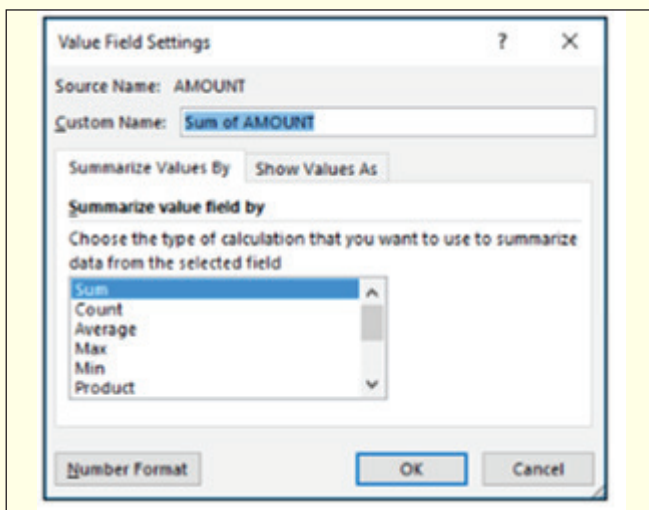 Value Field Settings ? ×
Source Name: AMOUNT
Custom Name: Sum of AMOUNT
Summarize Values By Show Values As
Summarize value field by
Choose the type of calculation that you want to use to summarize
data from the selected field
Sum
Count
Average
Max
Min
Product
Number Format OK Cancel